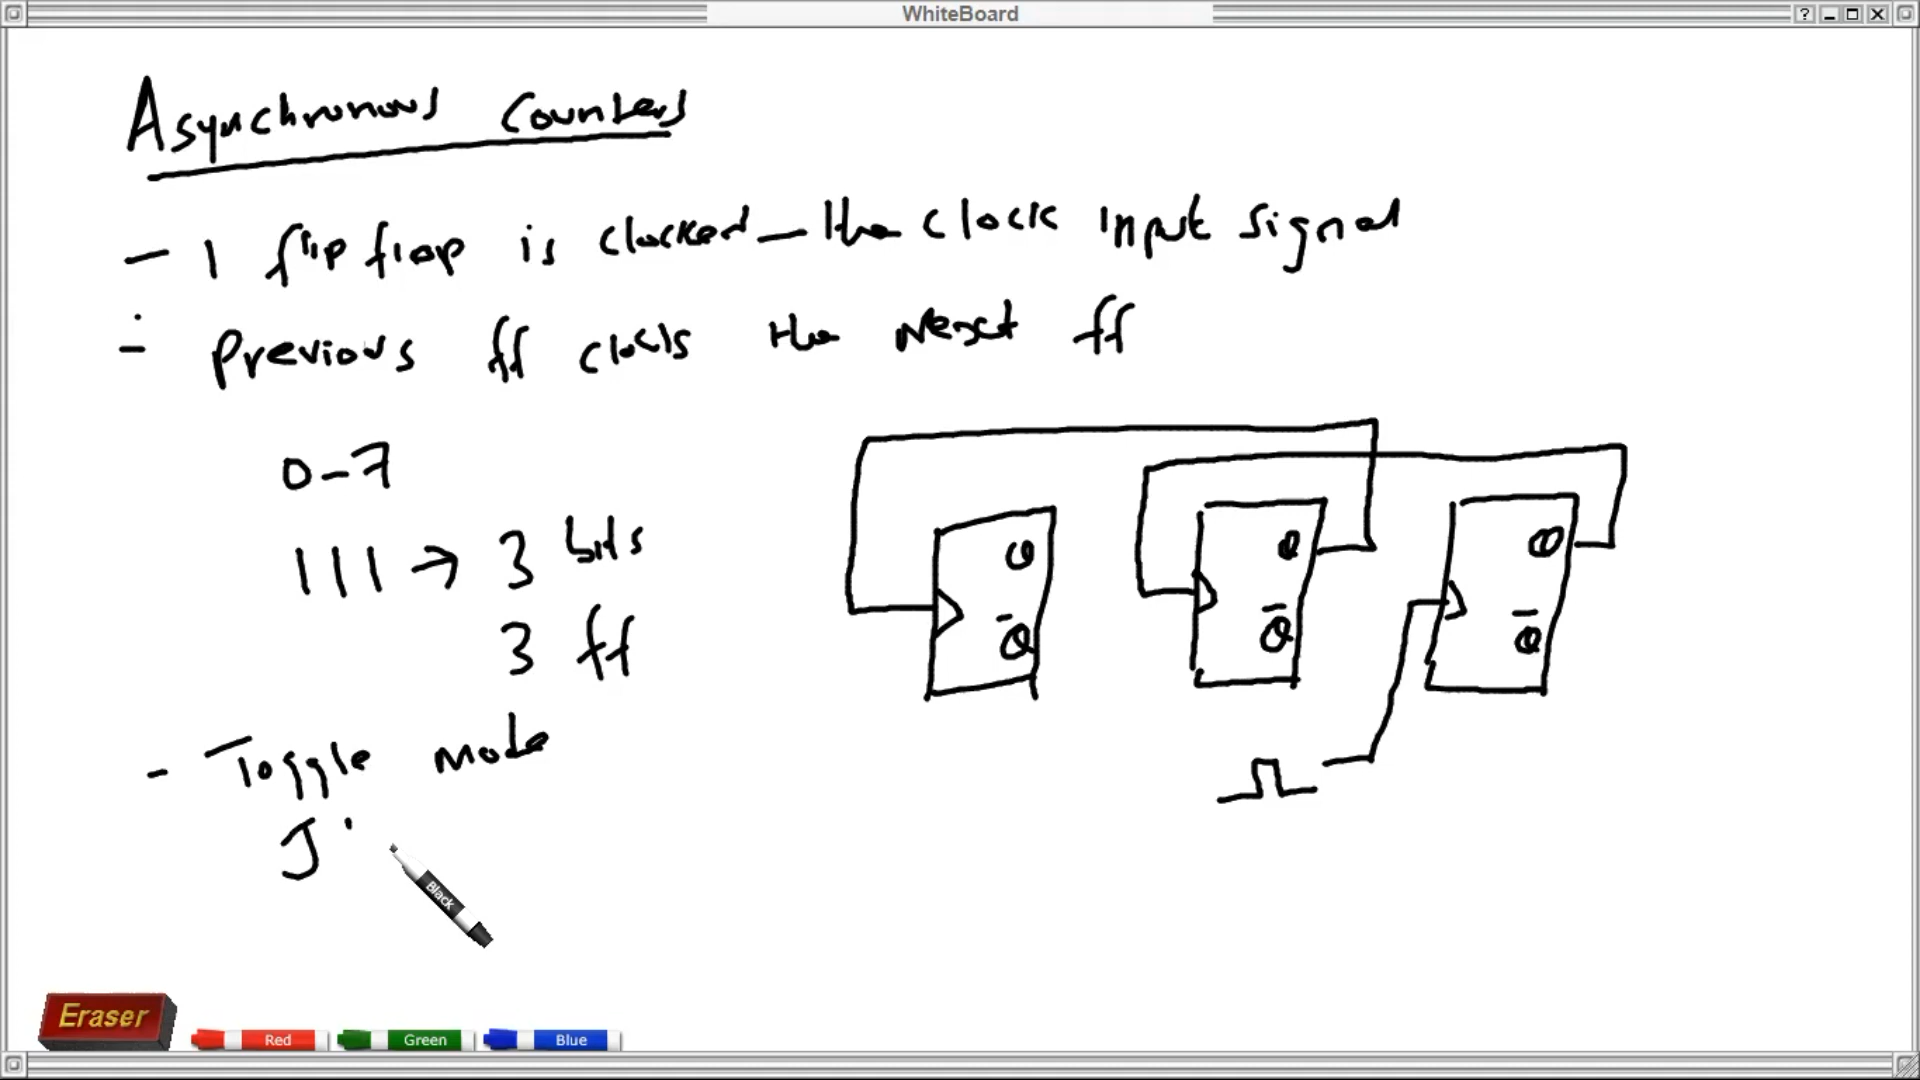 WhiteBoard
Asynchronous Counters
- 1 flip flop is clocked - the clock input signal
- Previous ff clocks the Next ff
0-7
111 → 3 bits
3 ff
Q Q Q
Q̅ Q̅ Q̅
- Toggle mode
J
Black
Eraser
Red Green Blue